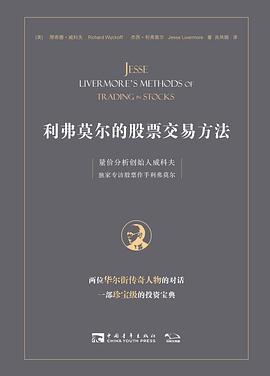 [美] 理查德·威科夫 Richard Wyckoff 杰西·利弗莫尔 Jesse Livermore 著 肖凤娟 译
JESSE
LIVERMORE'S METHODS OF
TRADING IN STOCKS
利弗莫尔的股票交易方法
量价分析创始人威科夫
独家专访股票作手利弗莫尔
两位华尔街传奇人物的对话
一部珍宝级的投资宝典
中国青年出版社
CHINA YOUTH PRESS